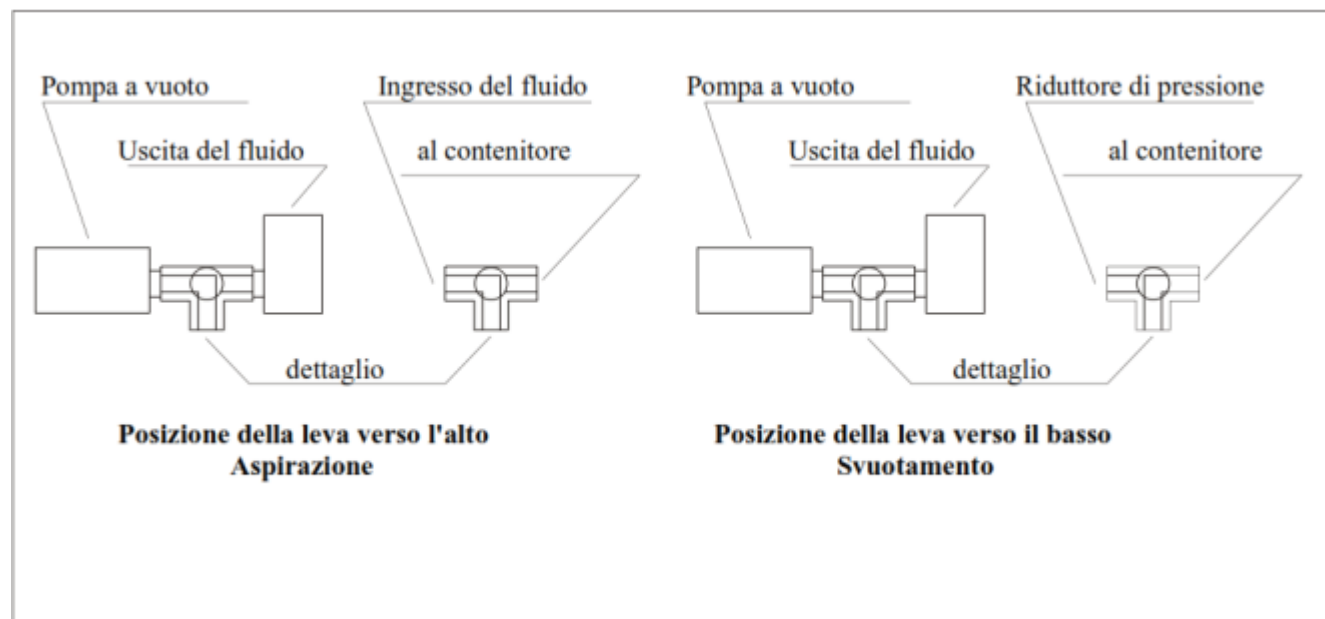 Pompa a vuoto
Ingresso del fluido
Uscita del fluido
al contenitore
dettaglio
Posizione della leva verso l'alto
Aspirazione
Pompa a vuoto
Riduttore di pressione
Uscita del fluido
al contenitore
dettaglio
Posizione della leva verso il basso
Svuotamento